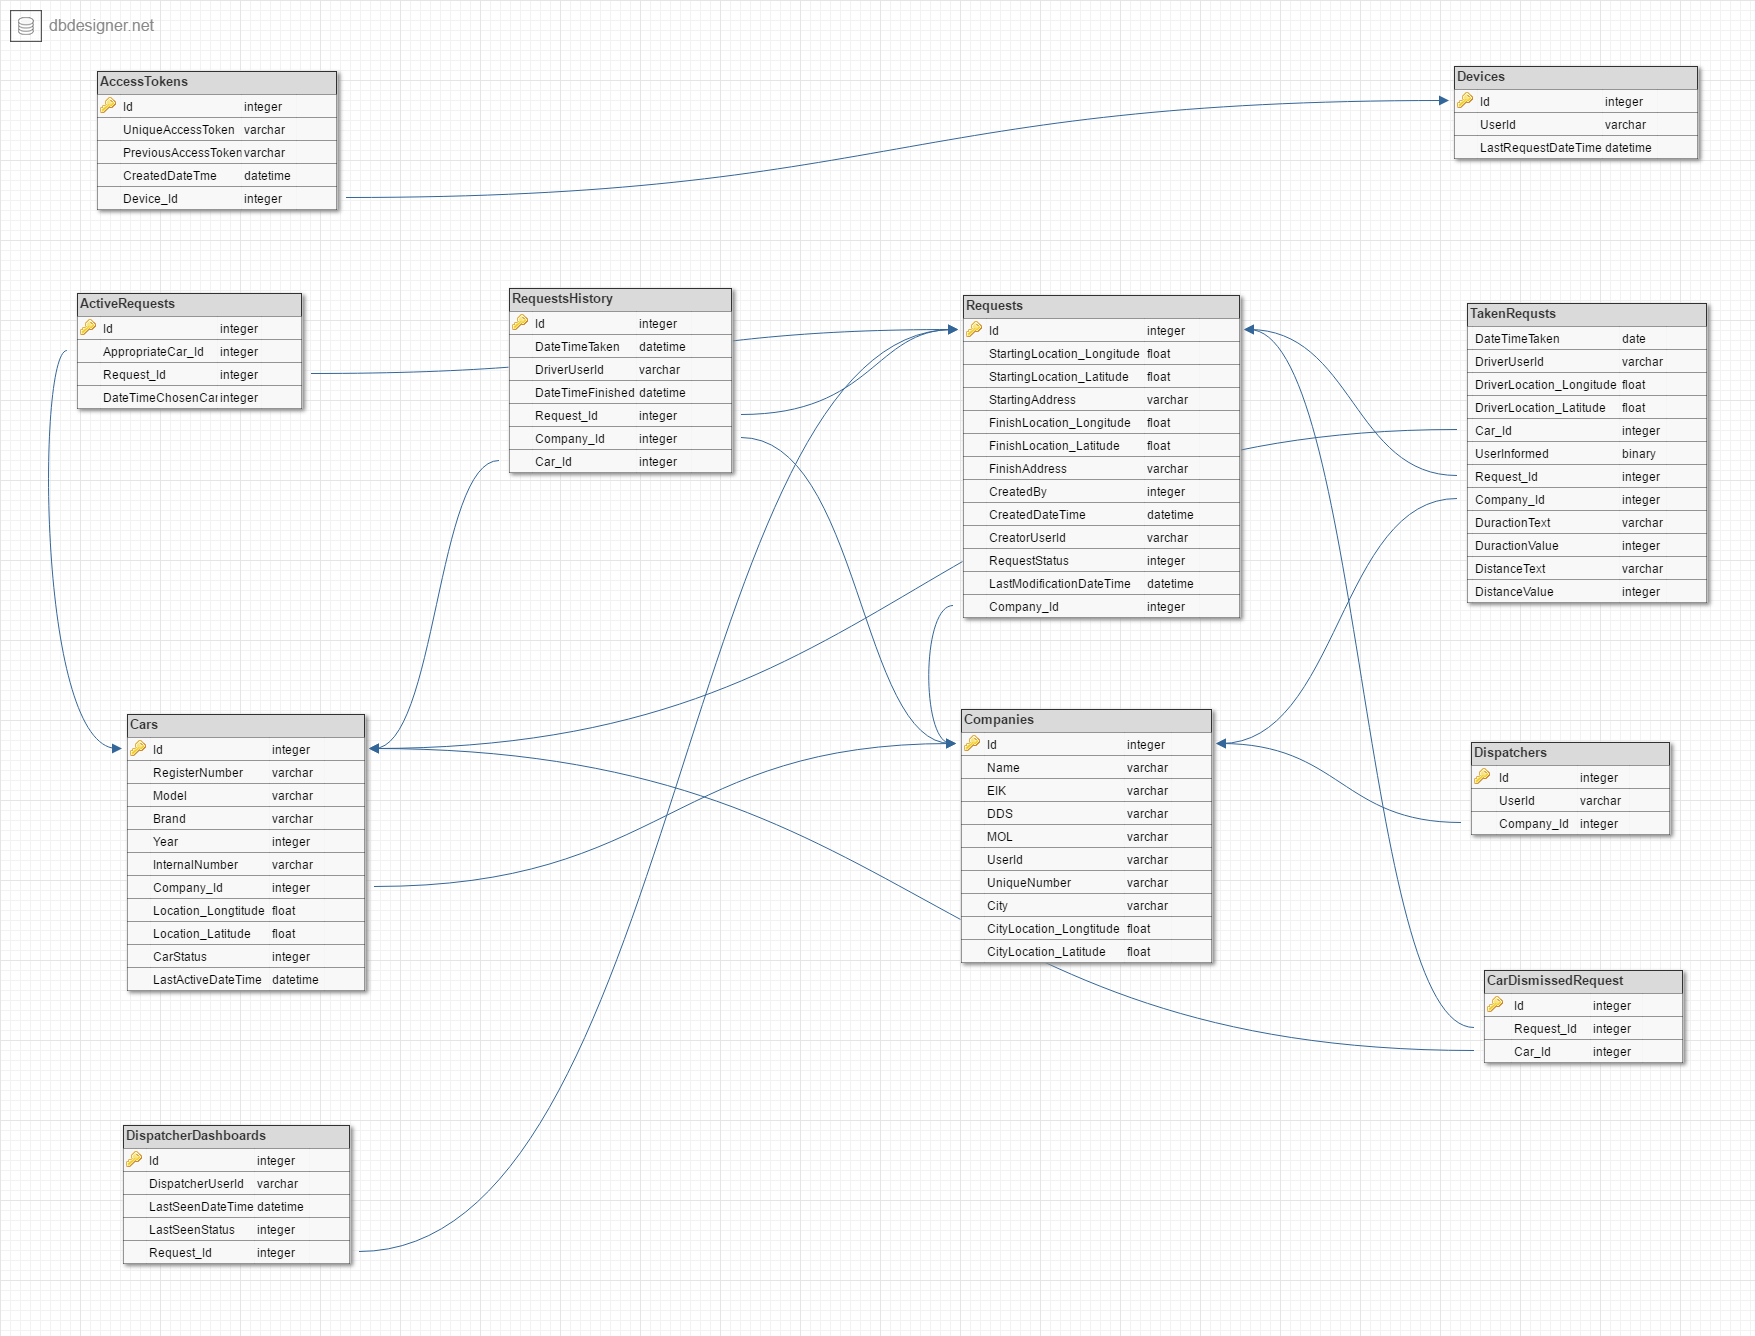 dbdesigner.net
AccessTokens
Id integer
UniqueAccessToken varchar
PreviousAccessToken varchar
CreatedDateTme datetime
Device_Id integer
Devices
Id integer
UserId varchar
LastRequestDateTime datetime
ActiveRequests
Id integer
AppropriateCar_Id integer
Request_Id integer
DateTimeChosenCar integer
RequestsHistory
Id integer
DateTimeTaken datetime
DriverUserId varchar
DateTimeFinished datetime
Request_Id integer
Company_Id integer
Car_Id integer
Requests
Id integer
StartingLocation_Longitude float
StartingLocation_Latitude float
StartingAddress varchar
FinishLocation_Longitude float
FinishLocation_Latitude float
FinishAddress varchar
CreatedBy integer
CreatedDateTime datetime
CreatorUserId varchar
RequestStatus integer
LastModificationDateTime datetime
Company_Id integer
TakenRequsts
DateTimeTaken date
DriverUserId varchar
DriverLocation_Longitude float
DriverLocation_Latitude float
Car_Id integer
UserInformed binary
Request_Id integer
Company_Id integer
DuractionText varchar
DuractionValue integer
DistanceText varchar
DistanceValue integer
Cars
Id integer
RegisterNumber varchar
Model varchar
Brand varchar
Year integer
InternalNumber varchar
Company_Id integer
Location_Longtitude float
Location_Latitude float
CarStatus integer
LastActiveDateTime datetime
Companies
Id integer
Name varchar
EIK varchar
DDS varchar
MOL varchar
UserId varchar
UniqueNumber varchar
City varchar
CityLocation_Longtitude float
CityLocation_Latitude float
Dispatchers
Id integer
UserId varchar
Company_Id integer
CarDismissedRequest
Id integer
Request_Id integer
Car_Id integer
DispatcherDashboards
Id integer
DispatcherUserId varchar
LastSeenDateTime datetime
LastSeenStatus integer
Request_Id integer